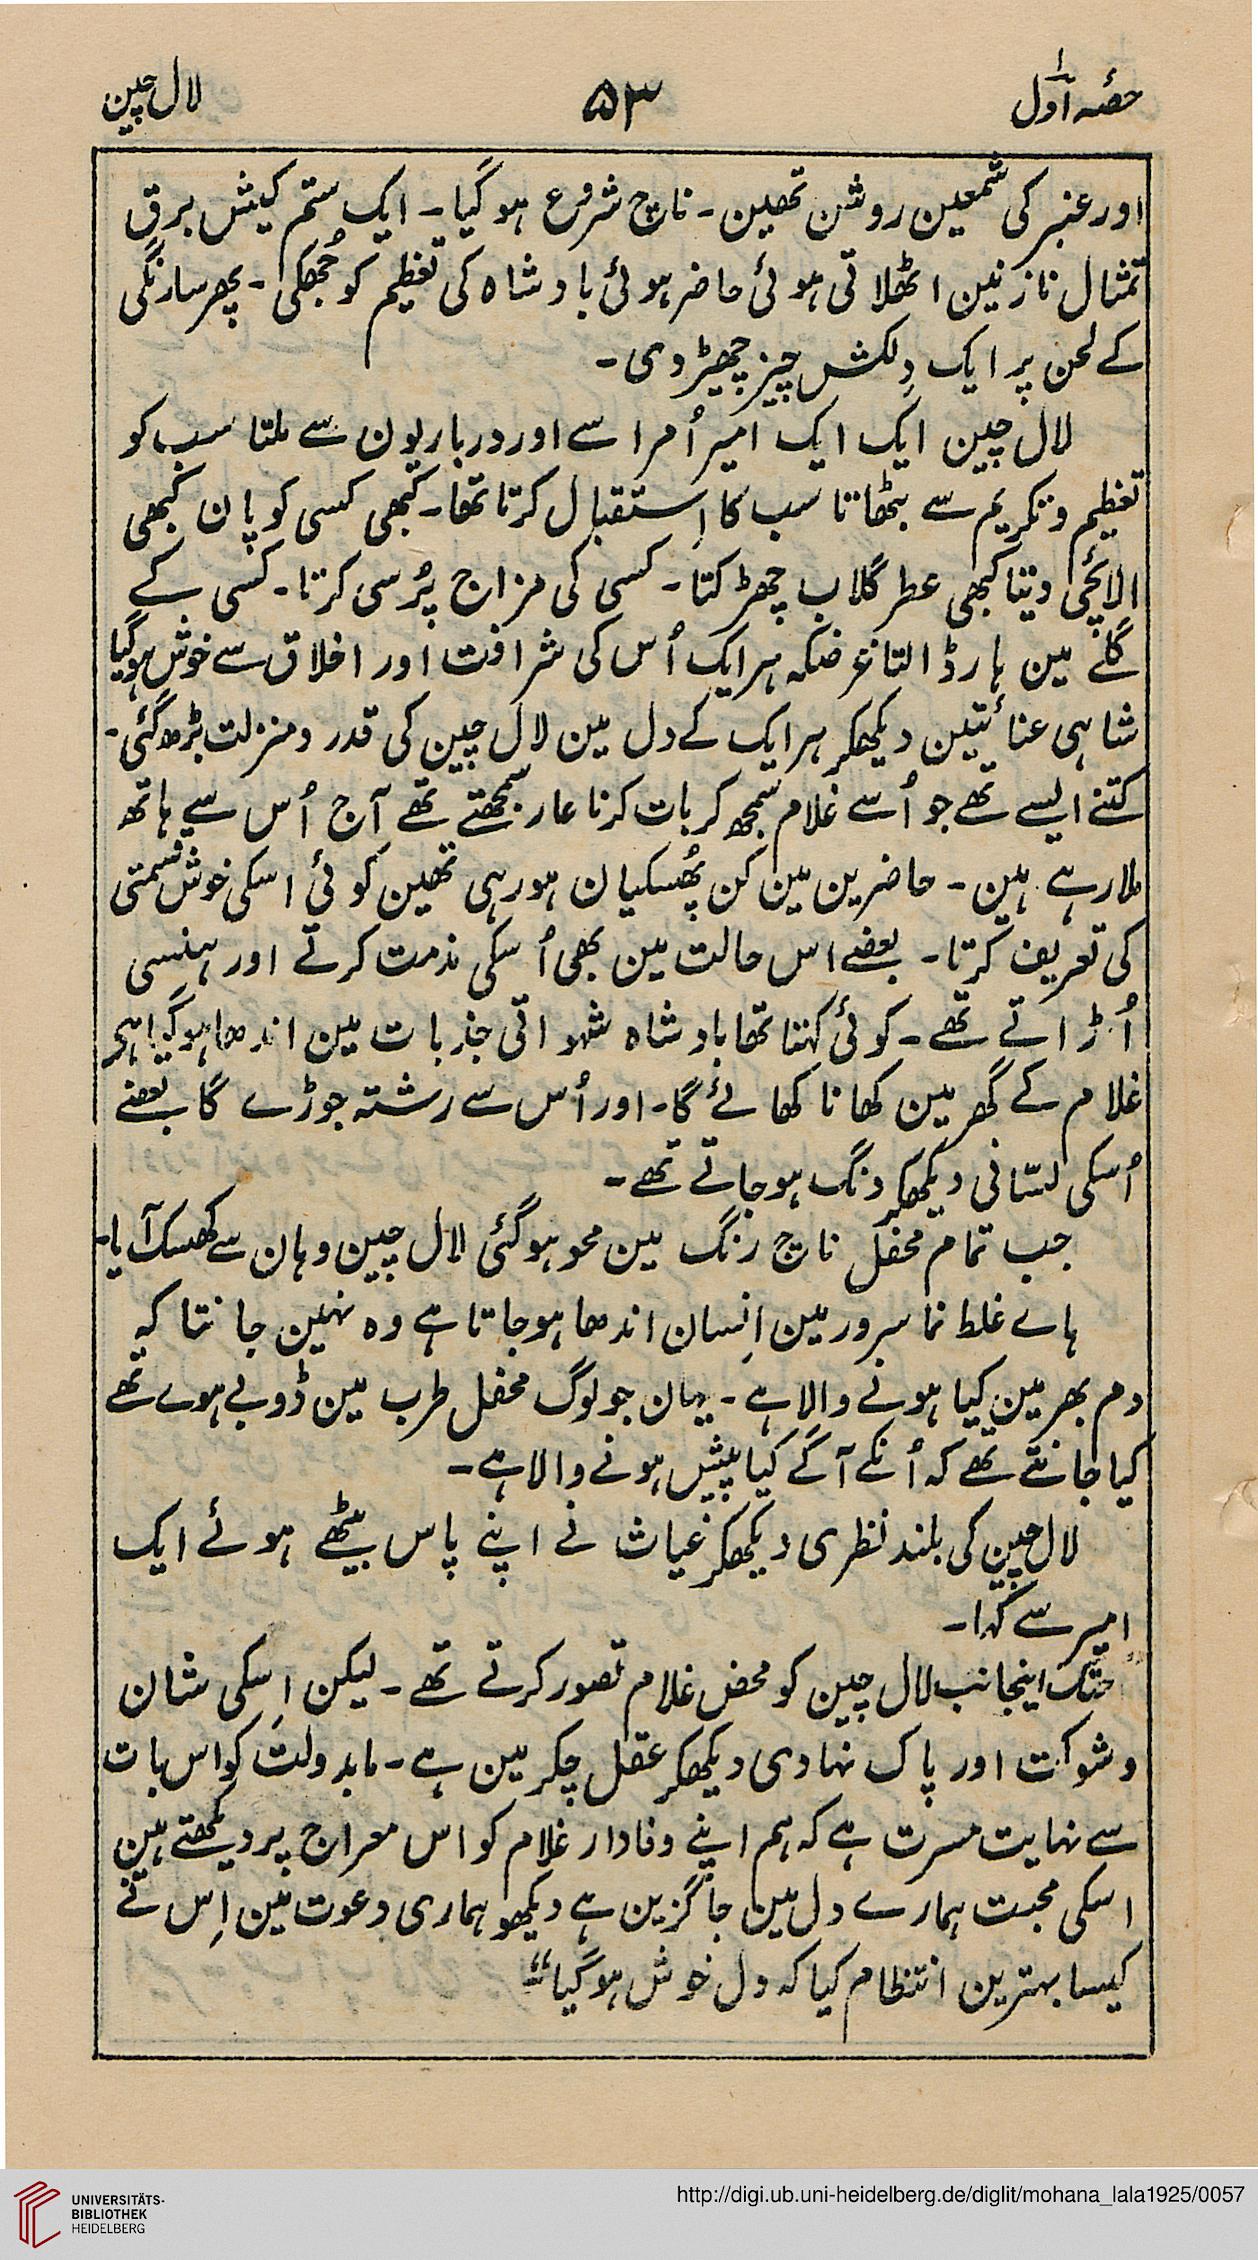 حصۂ اول
۵۳
لال چین
اور عنبر کی شمعین روشن تھین۔ ناچ شروع ہو گیا۔ ایک ستم کیش برق
تمثال نازنین اٹھلاتی ہوئی حاضر ہوئی بادشاہ کی تعظیم کو جُھکی۔ پھر سارنگی
کے لحن پر ایک دِلکش چیز چھیڑ دی۔
لال چین ایک ایک امیر اُمرا سے اور درباریون سے ملتا سب کو
تعظیم و تکریم سے بٹھاتا سب کا اِستقبال کرتا تھا۔ کبھی کسی کو پان کبھی
الائچی دیتا کبھی عطر گلاب چھڑکتا۔ کسی کی مزاج پُرسی کرتا۔ کسی کے
گلے مین ہار ڈالتا غرضکہ ہر ایک اُس کی شرافت اور اخلاق سے خوش ہو گیا
شاہی عنائتین دیکھکر ہر ایک کے دل مین لال چین کی قدر و منزلت بڑھ گئی۔
کتنے ایسے تھے جو اُسے غلام سمجھ کر بات کرنا عار سمجھتے تھے آج اُس سے ہاتھ
ملا رہے ہین۔ حاضرین مین کن پُھسکیان ہو رہی تھین کوئی اسکی خوش قسمتی
کی تعریف کرتا۔ بعضے اس حالت مین بھی اُسکی مذمت کرتے اور ہنسی
اُڑاتے تھے۔ کوئی کہتا تھا بادشاہ شہواتی جذبات مین اندھا ہو گیا ہے
غلام کے گھر مین کھانا کھائے گا۔ اور اُس سے رشتہ جوڑے گا بعضے
اُسکی لسّانی دیکھکر دنگ ہو جاتے تھے۔
جب تمام محفل ناچ رنگ مین محو ہو گئی لال چین وہان سے کھسک آیا۔
ہاے غلط نما سرور مین اِنسان اندھا ہو جاتا ہے وہ نہین جانتا کہ
دم بھر مین کیا ہونے والا ہے۔ یہان جو لوگ محفل طرب مین ڈوبے ہوے تھے
کیا جانتے تھے کہ اُنکے آگے کیا پیش ہونے والا ہے۔
لال چین کی بلند نظری دیکھکر غیاث نے اپنے پاس بیٹھے ہوئے ایک
امیر سے کہا۔
اینجانب لال چین کو محض غلام تصور کرتے تھے۔ لیکن اِسکی شان
و شوکت اور پاک نہادی دیکھکر عقل چکر مین ہے۔ مابدولت کو اس بات
سے نہایت مسرت ہے کہ ہم اپنے وفادار غلام کو اس معراج پر دیکھتے ہین
اسکی محبت ہمارے دل مین جاگزین ہے دیکھو ہماری دعوت مین اِس نے
کیسا بہترین انتظام کیا کہ دل خوش ہو گیا“
UNIVERSITÄTS-
BIBLIOTHEK
HEIDELBERG
http://digi.ub.uni-heidelberg.de/diglit/mohana_lala1925/0057